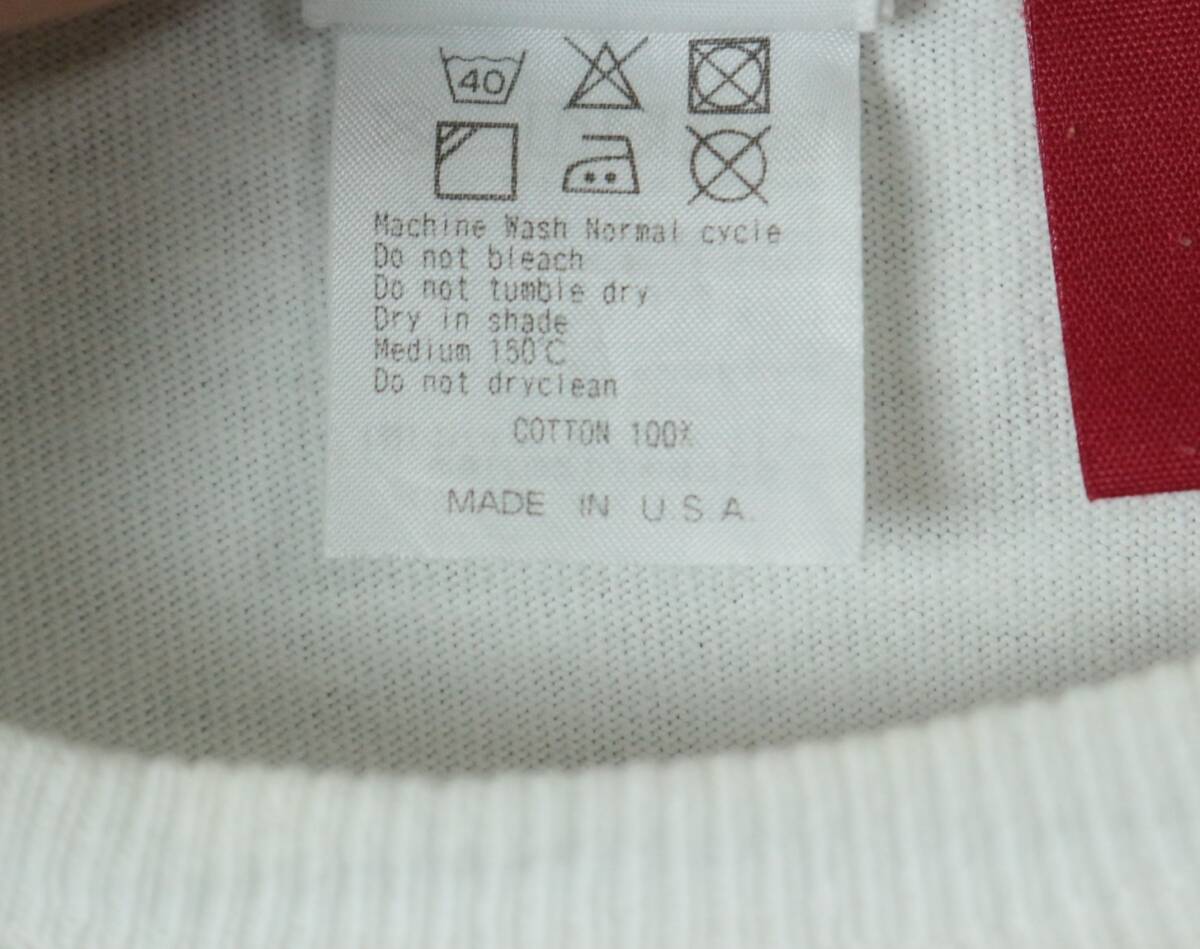 40
Machine Wash Normal cycle
Do not bleach
Do not tumble dry
Dry in shade
Medium 150℃
Do not dryclean
COTTON 100%
MADE IN U.S.A.